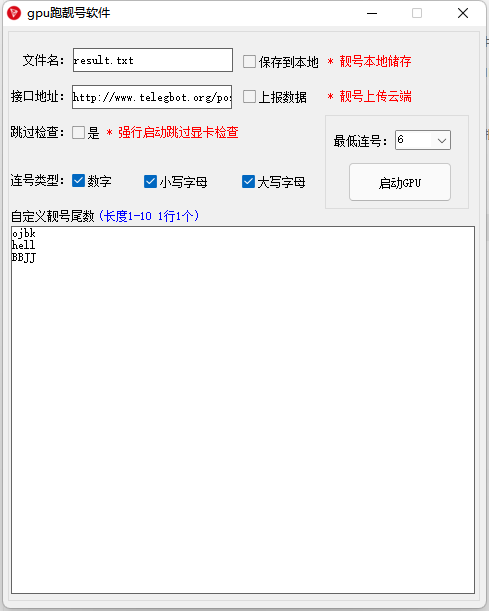 gpu跑靓号软件
文件名： result.txt 保存到本地 * 靓号本地储存
接口地址： http://www.telegbot.org/pos 上报数据 * 靓号上传云端
跳过检查： 是 * 强行启动跳过显卡检查
最低连号： 6
连号类型： 数字 小写字母 大写字母
启动GPU
自定义靓号尾数 (长度1-10 1行1个)
ojbk
hell
BBJJ